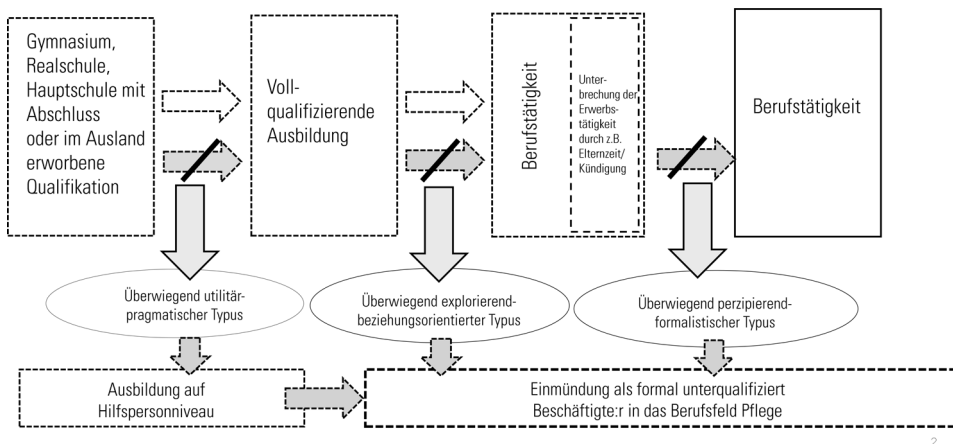 Gymnasium,
Realschule,
Hauptschule mit
Abschluss
oder im Ausland
erworbene
Qualifikation
Voll-
qualifizierende
Ausbildung
Berufstätigkeit
Unter-
brechung der
Erwerbs-
tätigkeit
durch z.B.
Elternzeit/
Kündigung
Berufstätigkeit
Überwiegend utilitär-
pragmatischer Typus
Überwiegend explorierend-
beziehungsorientierter Typus
Überwiegend perzipierend-
formalistischer Typus
Ausbildung auf
Hilfspersonniveau
Einmündung als formal unterqualifiziert
Beschäftigte:r in das Berufsfeld Pflege
2